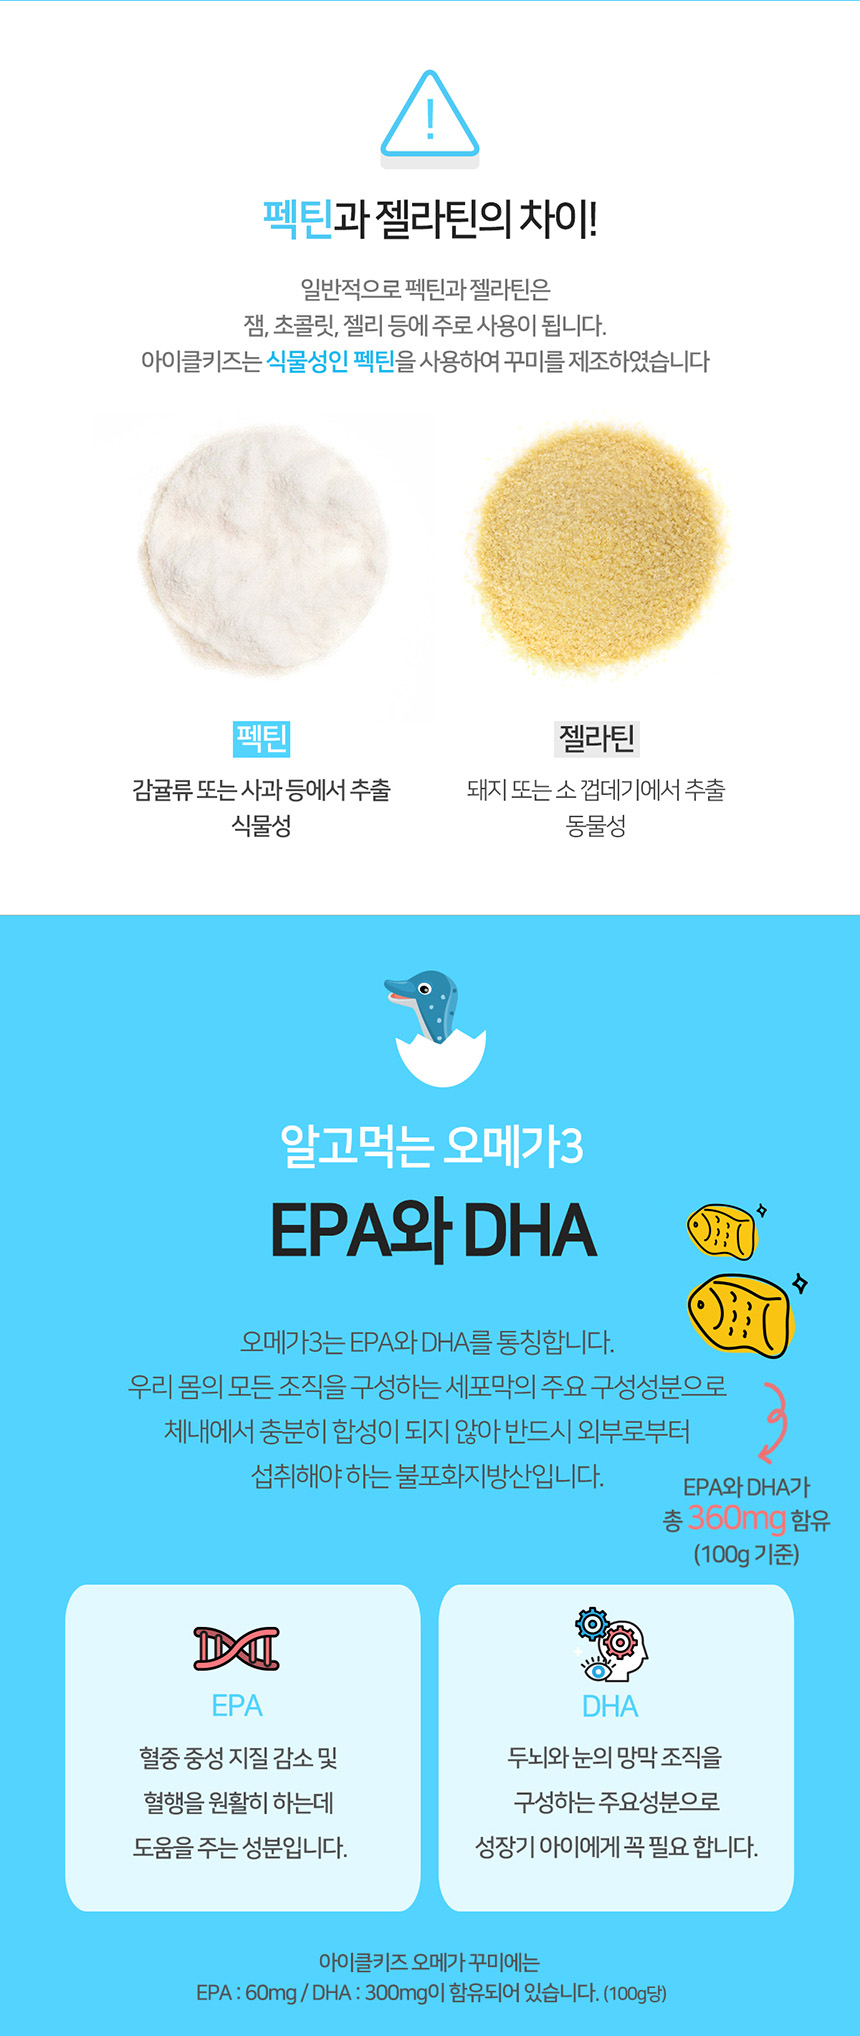 !
펙틴과 젤라틴의 차이!
일반적으로 펙틴과 젤라틴은
잼, 초콜릿, 젤리 등에 주로 사용이 됩니다.
아이클키즈는 식물성인 펙틴을 사용하여 꾸미를 제조하였습니다
펙틴
감귤류 또는 사과 등에서 추출
식물성
젤라틴
돼지 또는 소 껍데기에서 추출
동물성
알고먹는 오메가3
EPA와 DHA
오메가3는 EPA와 DHA를 통칭합니다.
우리 몸의 모든 조직을 구성하는 세포막의 주요 구성성분으로
체내에서 충분히 합성이 되지 않아 반드시 외부로부터
섭취해야 하는 불포화지방산입니다.
EPA와 DHA가
총 360mg 함유
(100g 기준)
EPA
혈중 중성 지질 감소 및
혈행을 원활히 하는데
도움을 주는 성분입니다.
DHA
두뇌와 눈의 망막 조직을
구성하는 주요성분으로
성장기 아이에게 꼭 필요 합니다.
아이클키즈 오메가 꾸미에는
EPA : 60mg / DHA : 300mg이 함유되어 있습니다. (100g당)